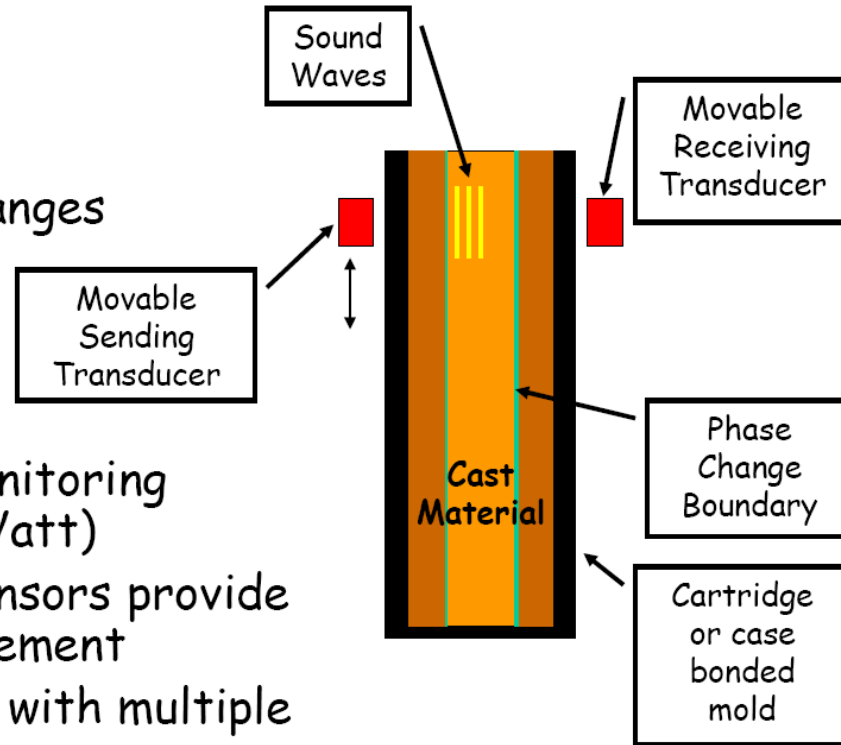 Sound
Waves
Movable
Receiving
Transducer
anges
Movable
Sending
Transducer
Phase
Change
Boundary
nitoring
Cast
Material
/att)
nsors provide
ement
Cartridge
or case
bonded
mold
with multiple